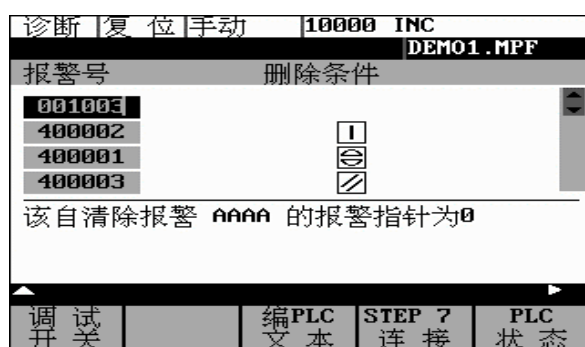 诊断 复 位 手动 10000 INC
DEMO1.MPF
报警号 删除条件
001003
400002
400001
400003
该自清除报警 AAAA 的报警指针为0
调 试 编PLC STEP 7 PLC
开 关 文 本 连 接 状 态